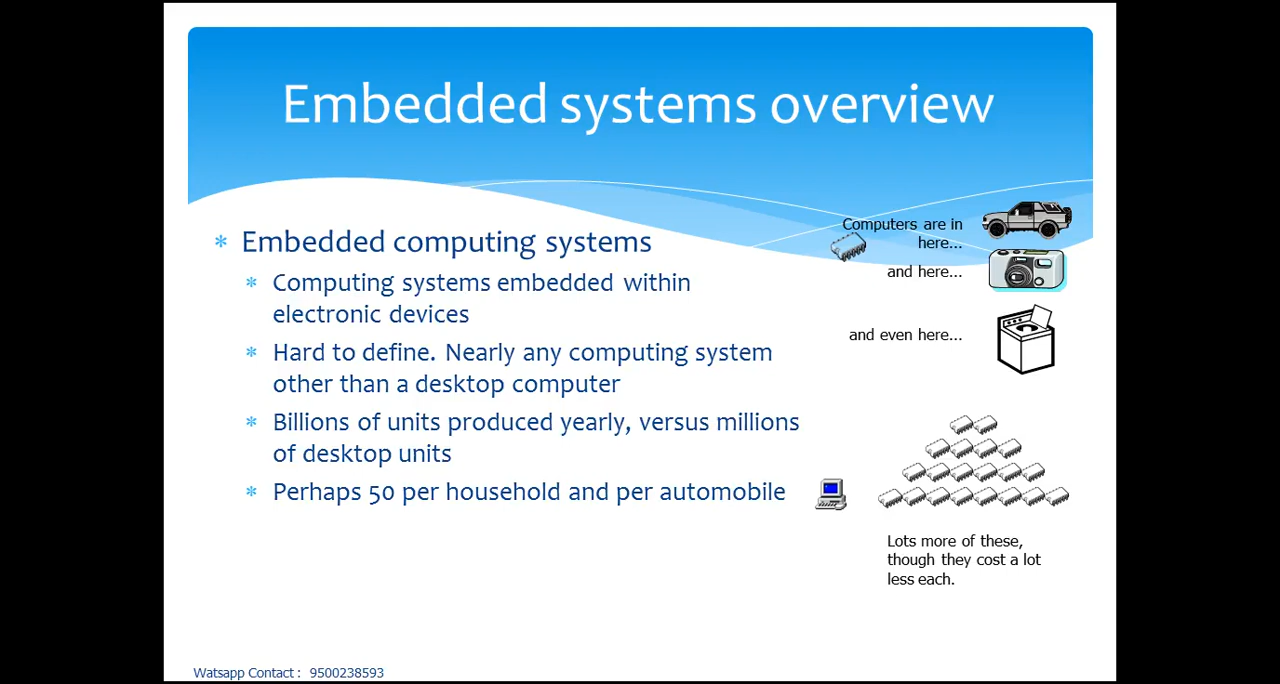 Embedded systems overview
* Embedded computing systems
* Computing systems embedded within
electronic devices
* Hard to define. Nearly any computing system
other than a desktop computer
* Billions of units produced yearly, versus millions
of desktop units
* Perhaps 50 per household and per automobile
Computers are in
here...
and here...
and even here...
Lots more of these,
though they cost a lot
less each.
Watsapp Contact : 9500238593